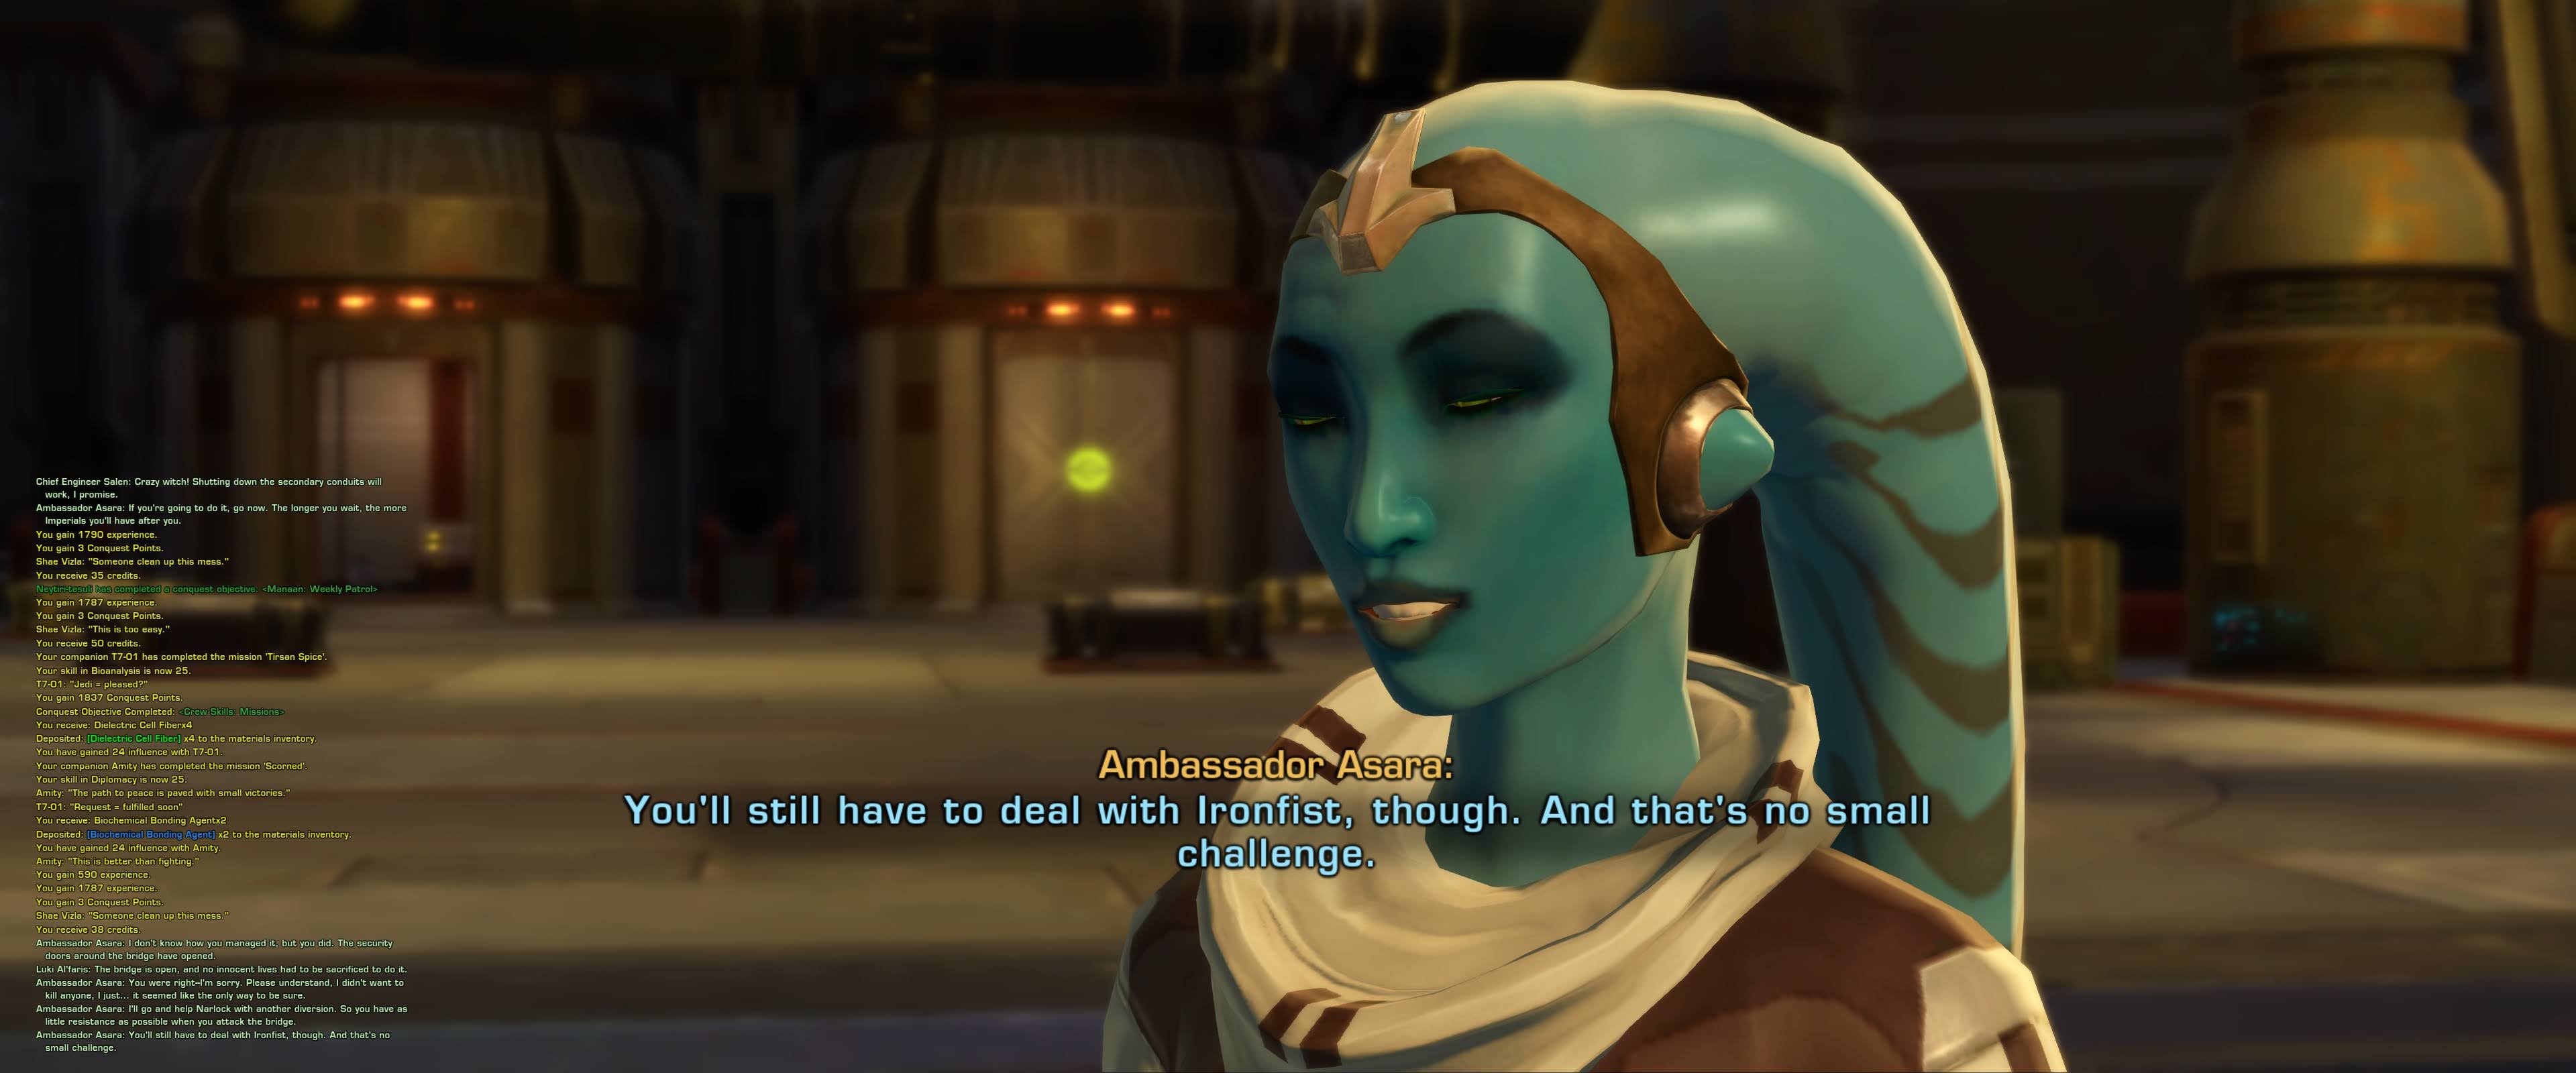 Chief Engineer Salen: Crazy witch! Shutting down the secondary conduits will
work, I promise.
Ambassador Asara: If you're going to do it, go now. The longer you wait, the more
Imperials you'll have after you.
You gain 1790 experience.
You gain 3 Conquest Points.
Shae Vizla: "Someone clean up this mess."
You receive 35 credits.
Neytiri-tesuli has completed a conquest objective: <Manaan: Weekly Patrol>
You gain 1787 experience.
You gain 3 Conquest Points.
Shae Vizla: "This is too easy."
You receive 50 credits.
Your companion T7-01 has completed the mission 'Tirsan Spice'.
Your skill in Bioanalysis is now 25.
T7-01: "Jedi = pleased?"
You gain 1837 Conquest Points.
Conquest Objective Completed: <Crew Skills: Missions>
You receive: Dielectric Cell Fiberx4
Deposited: [Dielectric Cell Fiber] x4 to the materials inventory.
You have gained 24 influence with T7-01.
Your companion Amity has completed the mission 'Scorned'.
Your skill in Diplomacy is now 25.
Amity: "The path to peace is paved with small victories."
T7-01: "Request = fulfilled soon"
You receive: Biochemical Bonding Agentx2
Deposited: [Biochemical Bonding Agent] x2 to the materials inventory.
You have gained 24 influence with Amity.
Amity: "This is better than fighting."
You gain 590 experience.
You gain 1787 experience.
You gain 3 Conquest Points.
Shae Vizla: "Someone clean up this mess."
You receive 38 credits.
Ambassador Asara: I don't know how you managed it, but you did. The security
doors around the bridge have opened.
Luki Al'faris: The bridge is open, and no innocent lives had to be sacrificed to do it.
Ambassador Asara: You were right–I'm sorry. Please understand, I didn't want to
kill anyone, I just... it seemed like the only way to be sure.
Ambassador Asara: I'll go and help Narlock with another diversion. So you have as
little resistance as possible when you attack the bridge.
Ambassador Asara: You'll still have to deal with Ironfist, though. And that's no
small challenge.
Ambassador Asara:
You'll still have to deal with Ironfist, though. And that's no small
challenge.